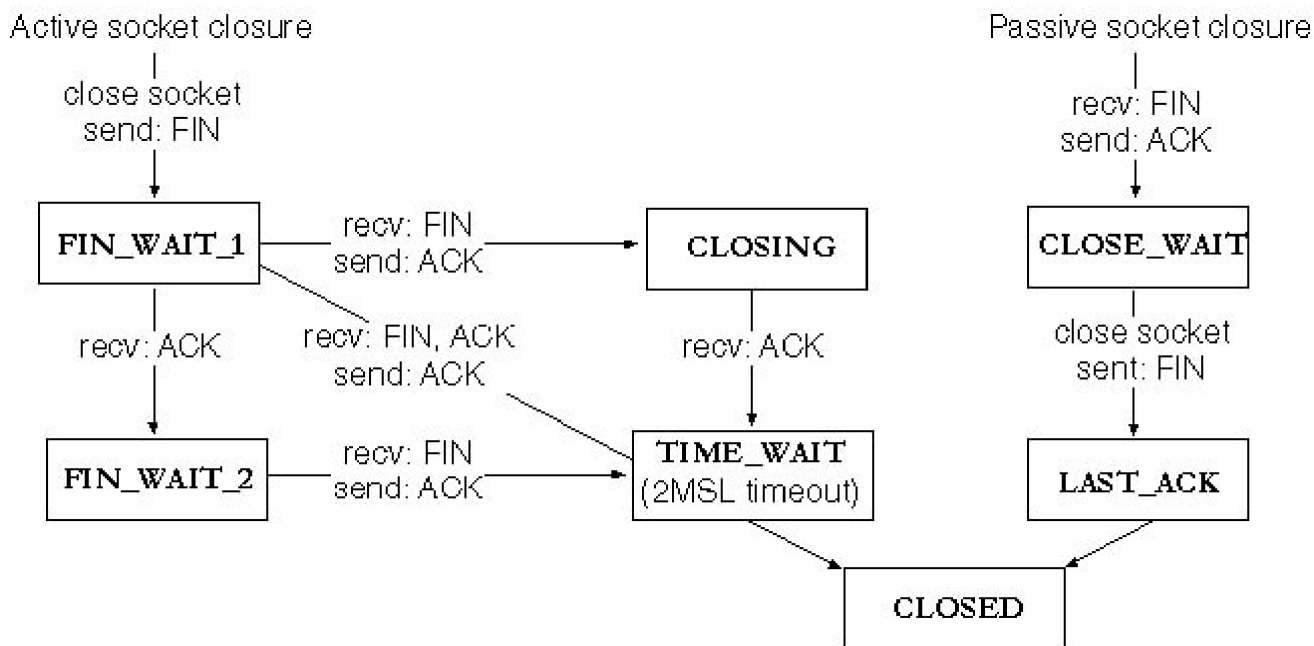 Active socket closure
Passive socket closure
close socket
send: FIN
recv: FIN
send: ACK
FIN_WAIT_1
recv: FIN
send: ACK
CLOSING
CLOSE_WAIT
recv: ACK
recv: FIN, ACK
send: ACK
recv: ACK
close socket
sent: FIN
FIN_WAIT_2
recv: FIN
send: ACK
TIME_WAIT
(2MSL timeout)
LAST_ACK
CLOSED